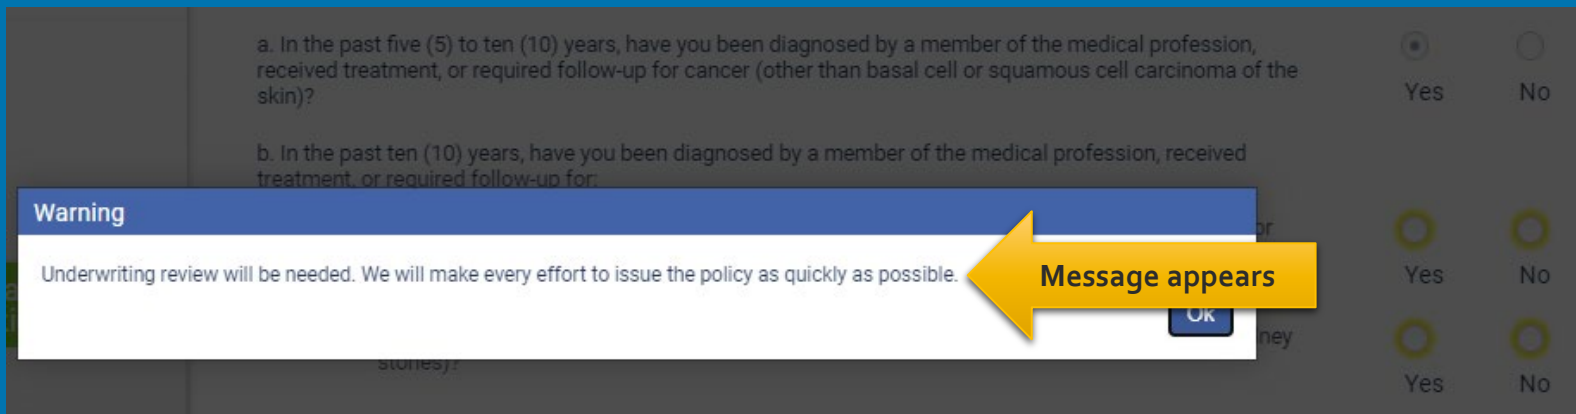 a. In the past five (5) to ten (10) years, have you been diagnosed by a member of the medical profession,
received treatment, or required follow-up for cancer (other than basal cell or squamous cell carcinoma of the
skin)?
Yes No
b. In the past ten (10) years, have you been diagnosed by a member of the medical profession, received
treatment, or required follow-up for:
Warning
or
Underwriting review will be needed. We will make every effort to issue the policy as quickly as possible.
Message appears
Yes No
Ok
ney
stones)?
Yes No